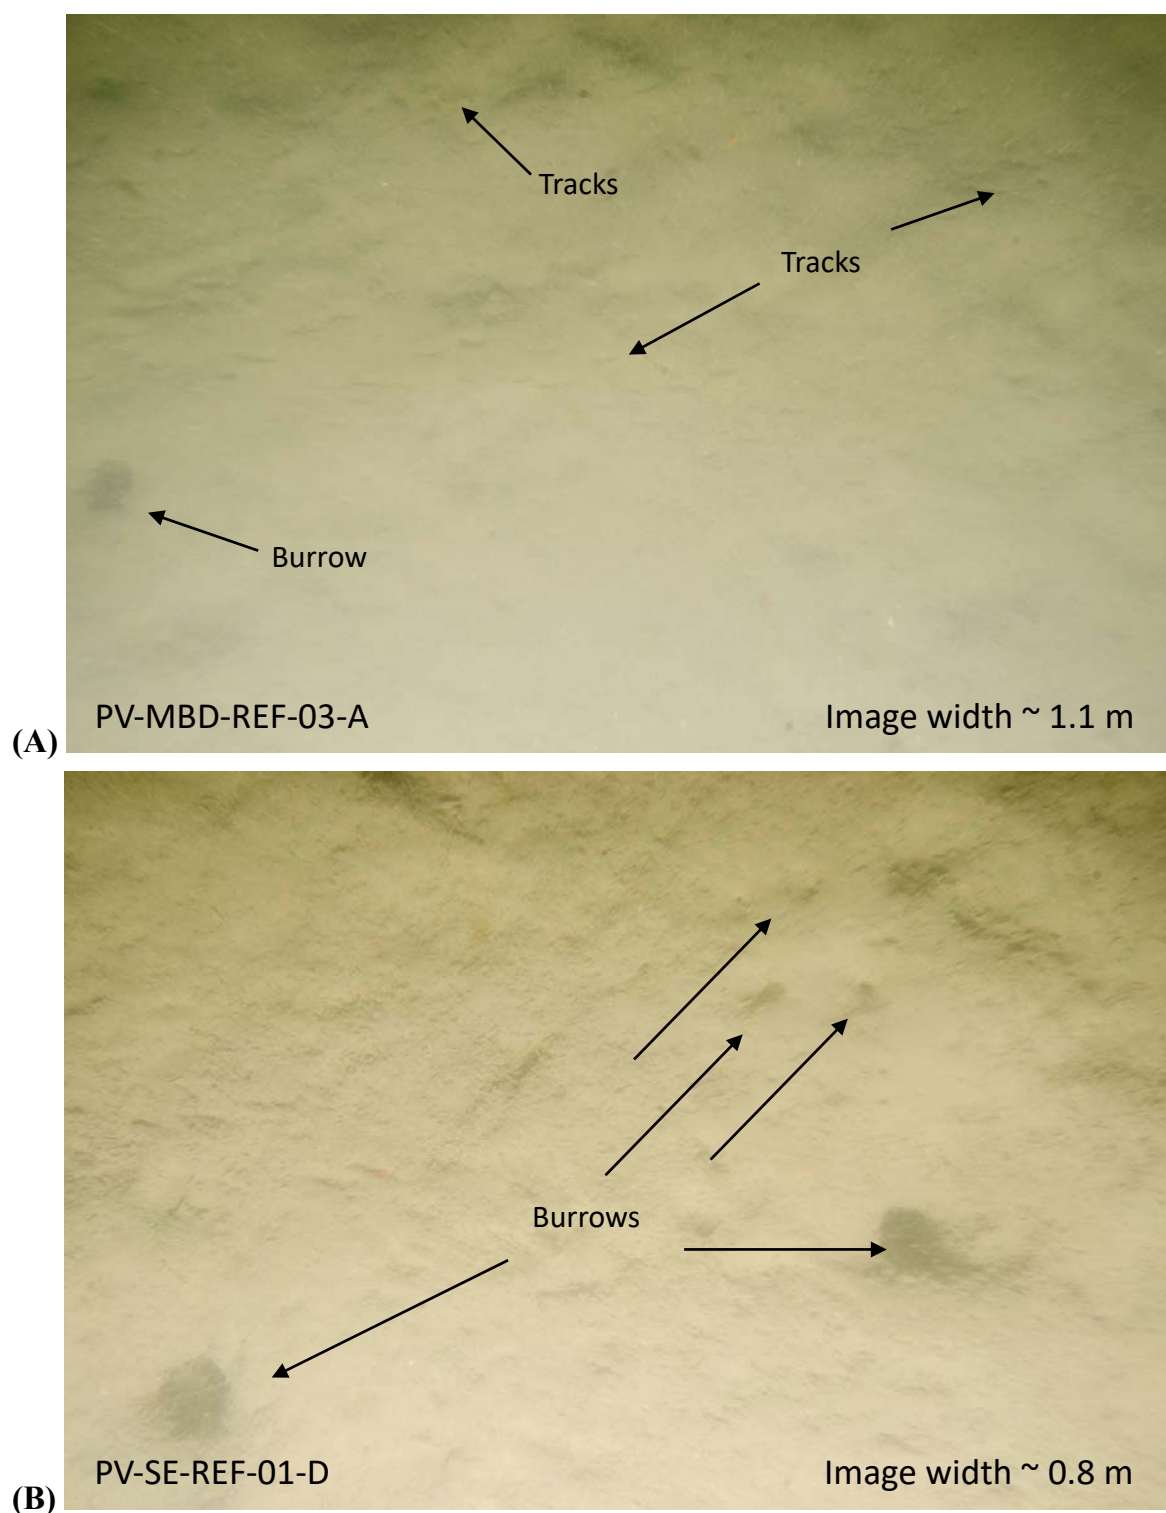 Tracks
Tracks
Burrow
PV-MBD-REF-03-A
Image width ~ 1.1 m
(A)
Burrows
PV-SE-REF-01-D
Image width ~ 0.8 m
(B)